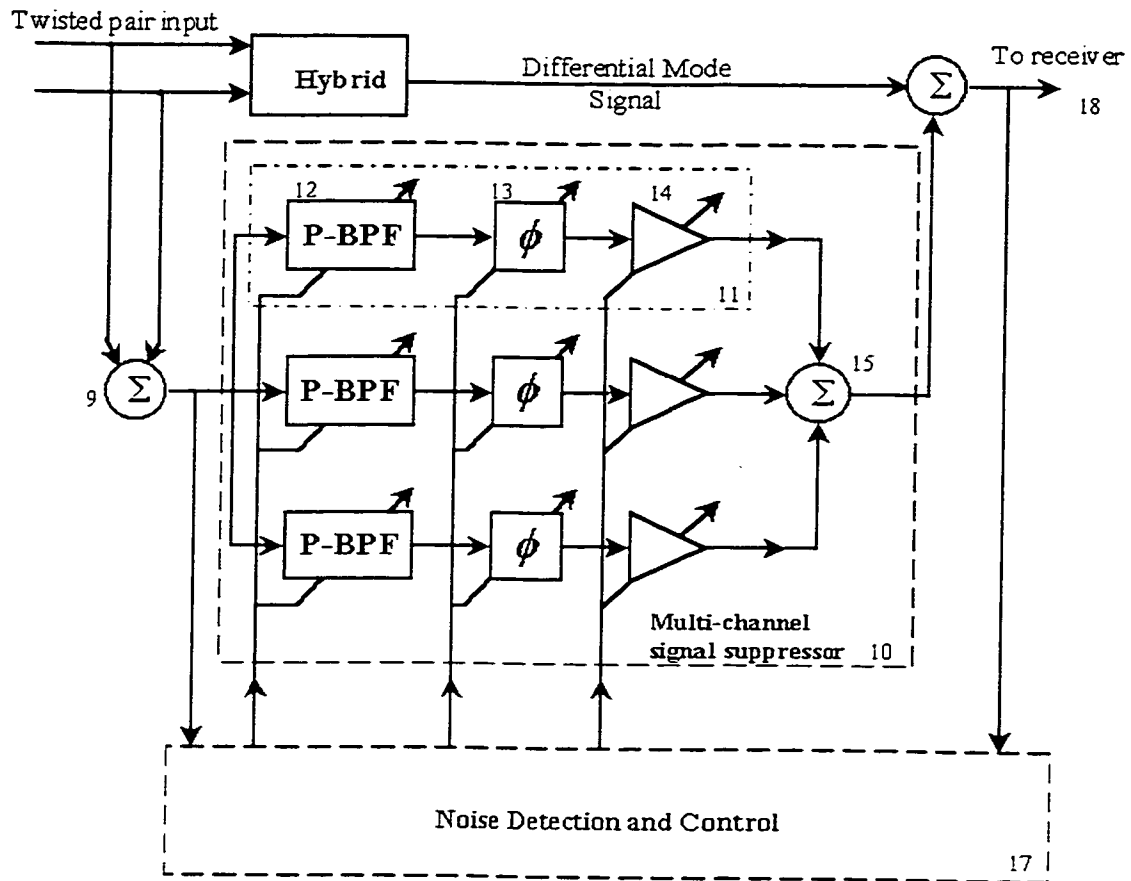 Twisted pair input
Hybrid
Differential Mode
Signal
Σ
To receiver
18
12
13
14
P-BPF
ϕ
11
Σ
9
P-BPF
ϕ
15
Σ
P-BPF
ϕ
Multi-channel
signal suppressor 10
Noise Detection and Control
17